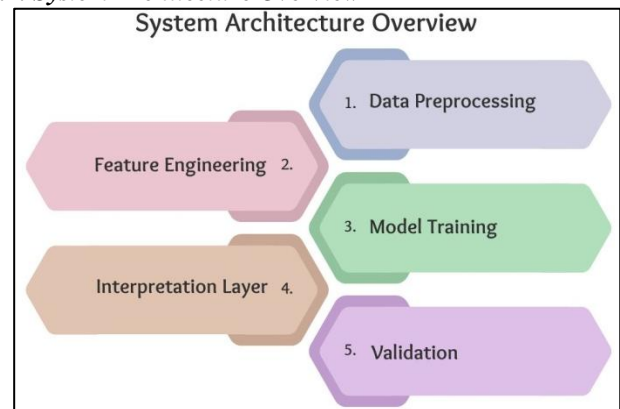 System Architecture Overview
1. Data Preprocessing
Feature Engineering 2.
3. Model Training
Interpretation Layer 4.
5. Validation